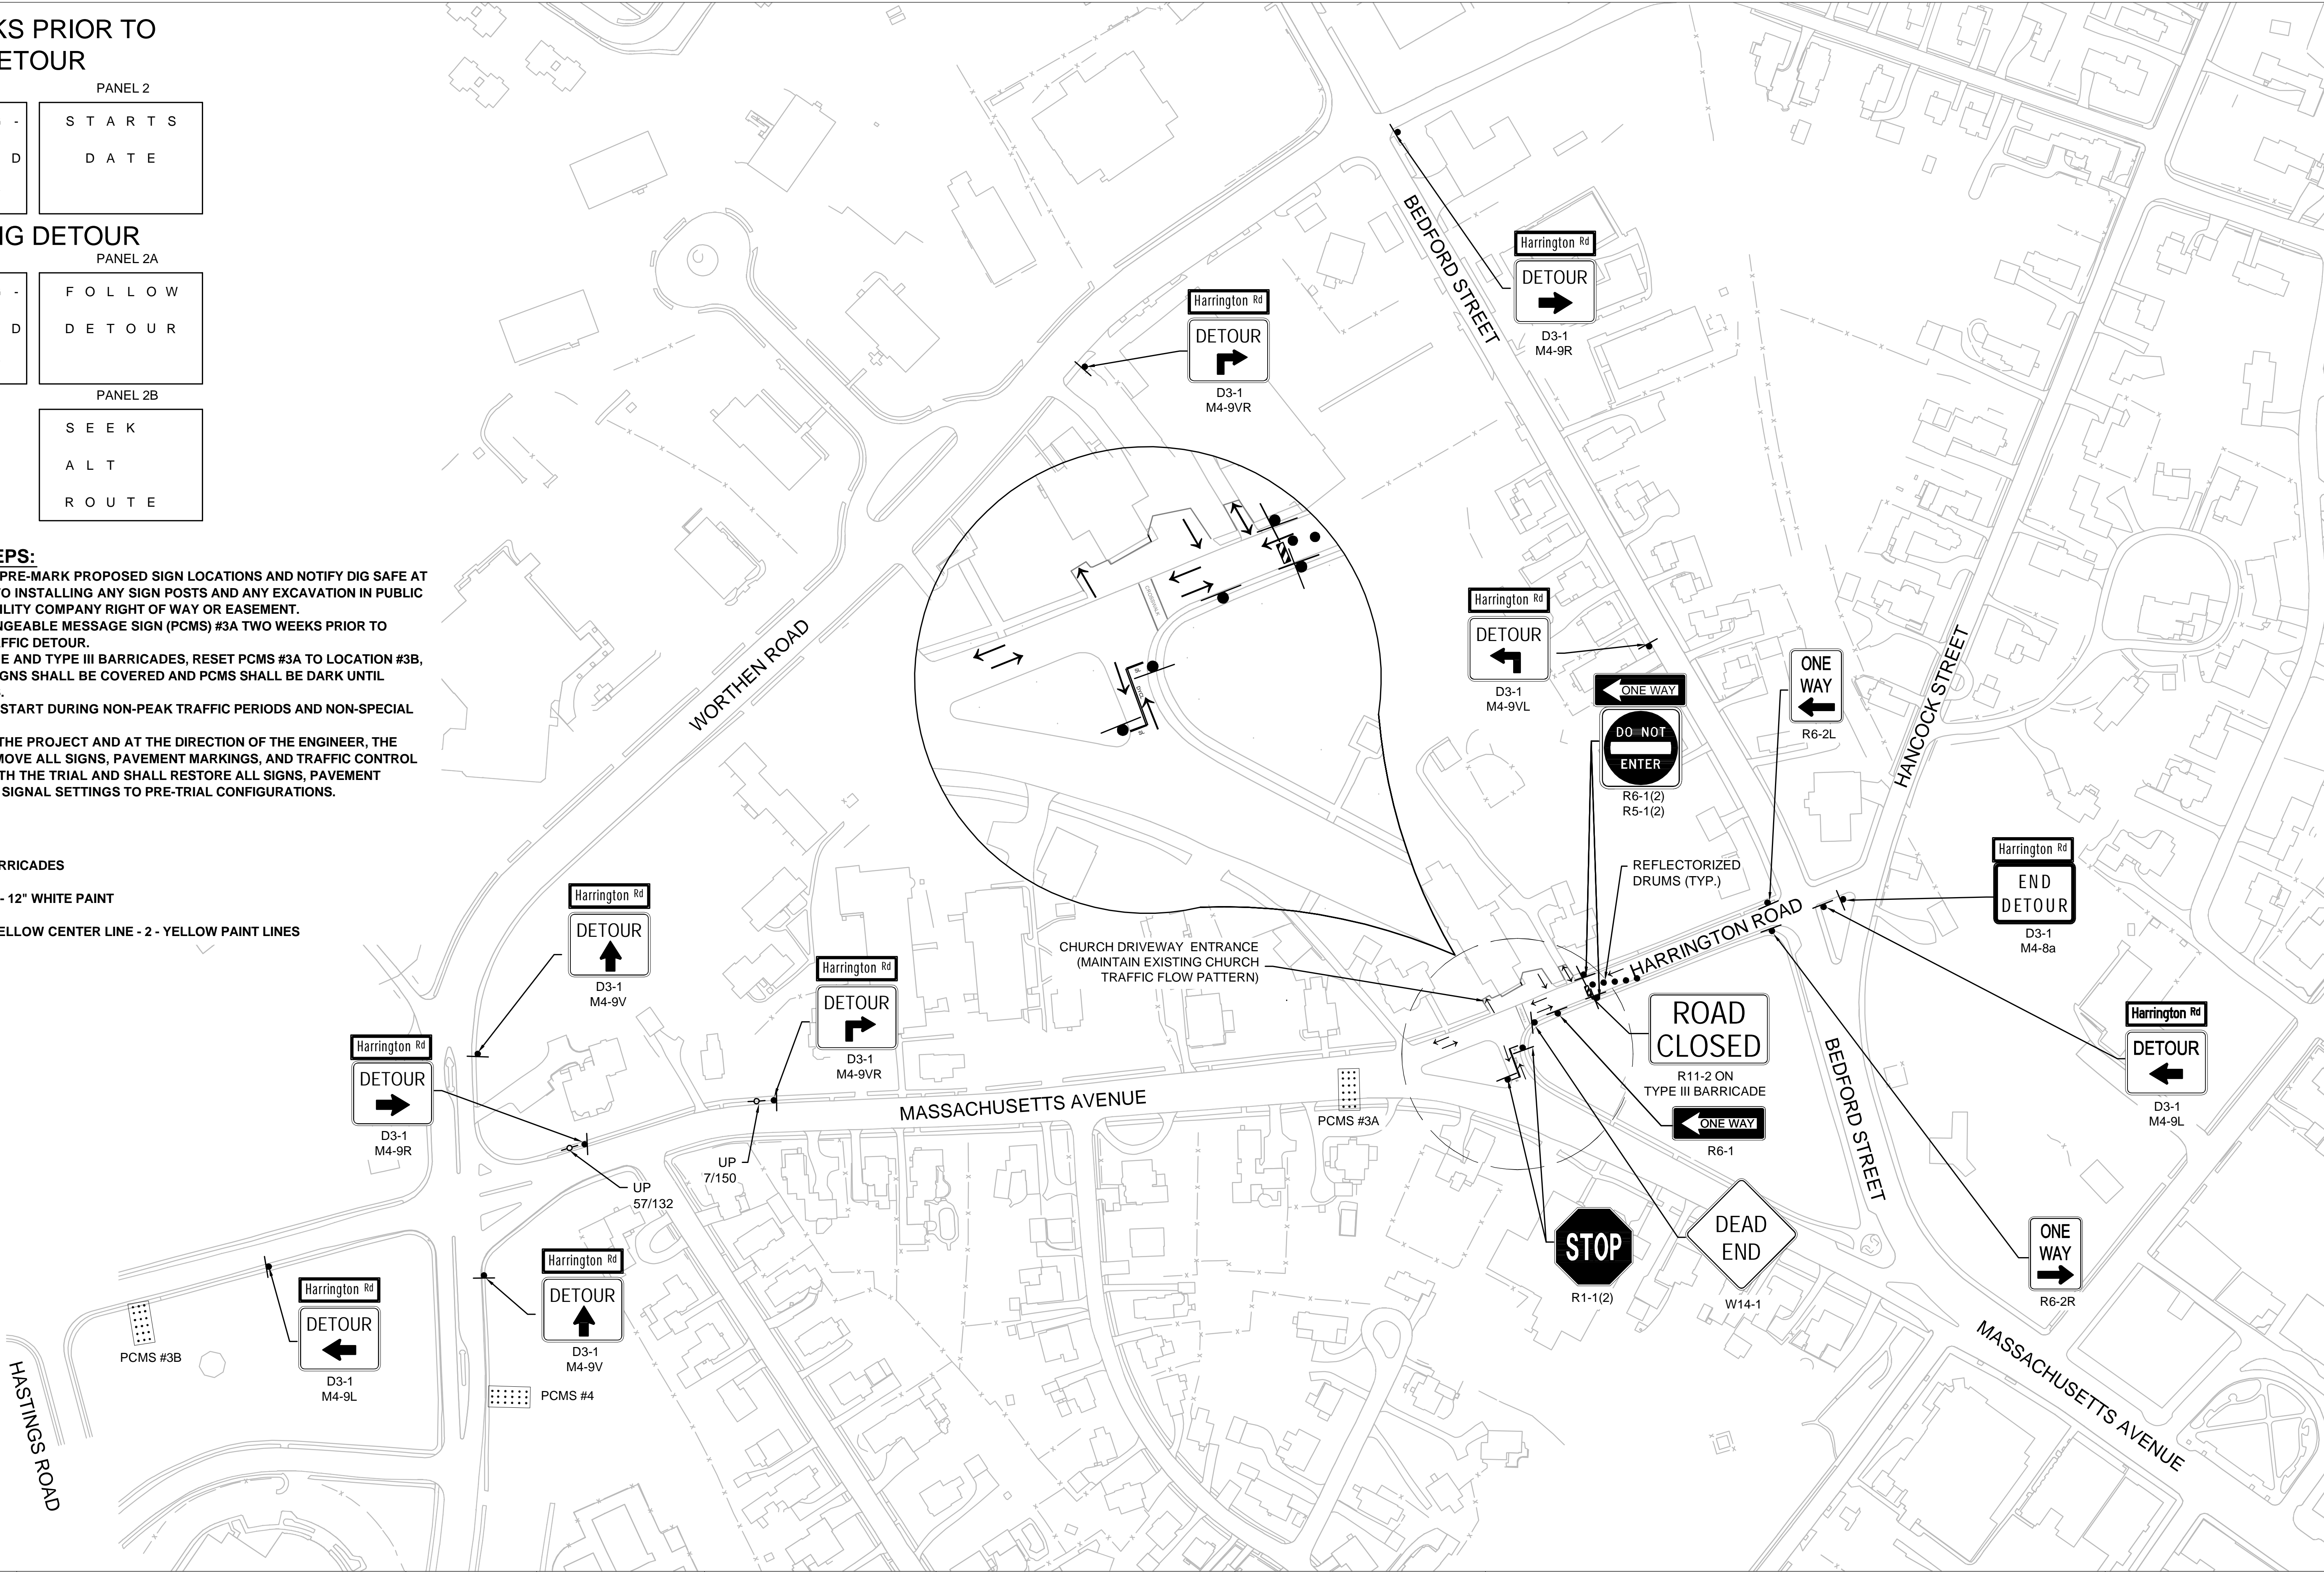 KS PRIOR TO
ETOUR
PANEL 2
-
D
STARTS
DATE
NG DETOUR
PANEL 2A
-
D
FOLLOW
DETOUR
PANEL 2B
SEEK
ALT
ROUTE
EPS:
PRE-MARK PROPOSED SIGN LOCATIONS AND NOTIFY DIG SAFE AT
TO INSTALLING ANY SIGN POSTS AND ANY EXCAVATION IN PUBLIC
ILITY COMPANY RIGHT OF WAY OR EASEMENT.
NGEABLE MESSAGE SIGN (PCMS) #3A TWO WEEKS PRIOR TO
AFFIC DETOUR.
E AND TYPE III BARRICADES, RESET PCMS #3A TO LOCATION #3B,
IGNS SHALL BE COVERED AND PCMS SHALL BE DARK UNTIL
START DURING NON-PEAK TRAFFIC PERIODS AND NON-SPECIAL
THE PROJECT AND AT THE DIRECTION OF THE ENGINEER, THE
MOVE ALL SIGNS, PAVEMENT MARKINGS, AND TRAFFIC CONTROL
TH THE TRIAL AND SHALL RESTORE ALL SIGNS, PAVEMENT
SIGNAL SETTINGS TO PRE-TRIAL CONFIGURATIONS.
RRICADES
- 12" WHITE PAINT
ELLOW CENTER LINE - 2 - YELLOW PAINT LINES
BEDFORD STREET
Harrington Rd
DETOUR
D3-1
M4-9R
Harrington Rd
DETOUR
D3-1
M4-9VR
WORTHEN ROAD
SL
DYCL
SL
Harrington Rd
DETOUR
D3-1
M4-9VL
ONE WAY
DO NOT
ENTER
R6-1(2)
R5-1(2)
ONE
WAY
R6-2L
HANCOCK STREET
REFLECTORIZED
DRUMS (TYP.)
HARRINGTON ROAD
Harrington Rd
END
DETOUR
D3-1
M4-8a
CHURCH DRIVEWAY ENTRANCE
(MAINTAIN EXISTING CHURCH
TRAFFIC FLOW PATTERN)
Harrington Rd
DETOUR
D3-1
M4-9V
Harrington Rd
DETOUR
D3-1
M4-9VR
Harrington Rd
DETOUR
D3-1
M4-9R
MASSACHUSETTS AVENUE
PCMS #3A
ROAD
CLOSED
R11-2 ON
TYPE III BARRICADE
ONE WAY
R6-1
BEDFORD STREET
Harrington Rd
DETOUR
D3-1
M4-9L
UP
7/150
UP
57/132
STOP
R1-1(2)
DEAD
END
W14-1
ONE
WAY
R6-2R
Harrington Rd
DETOUR
D3-1
M4-9L
PCMS #3B
Harrington Rd
DETOUR
D3-1
M4-9V
PCMS #4
HASTINGS ROAD
MASSACHUSETTS AVENUE